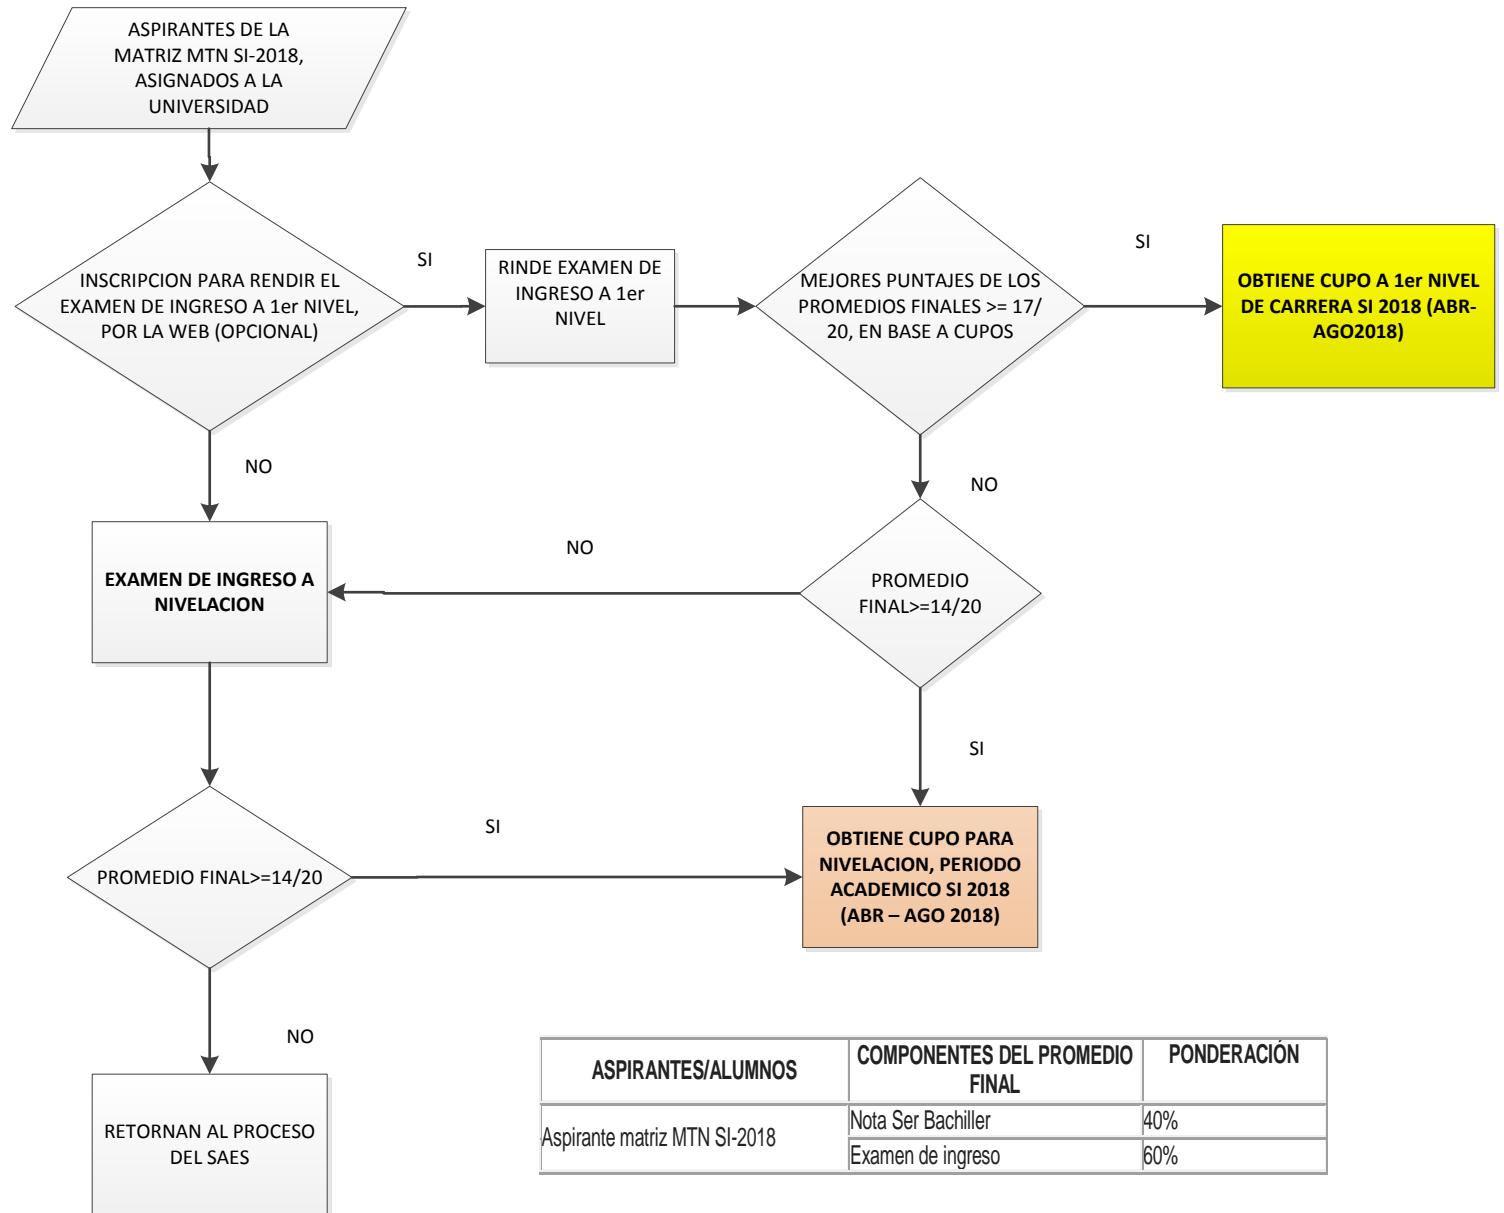 ASPIRANTES DE LA
MATRIZ MTN SI-2018,
ASIGNADOS A LA
UNIVERSIDAD
INSCRIPCION PARA RENDIR EL
EXAMEN DE INGRESO A 1er NIVEL,
POR LA WEB (OPCIONAL)
SI
RINDE EXAMEN DE
INGRESO A 1er
NIVEL
MEJORES PUNTAJES DE LOS
PROMEDIOS FINALES >= 17/
20, EN BASE A CUPOS
SI
OBTIENE CUPO A 1er NIVEL
DE CARRERA SI 2018 (ABR-
AGO2018)
NO
NO
EXAMEN DE INGRESO A
NIVELACION
NO
PROMEDIO
FINAL>=14/20
SI
PROMEDIO FINAL>=14/20
SI
OBTIENE CUPO PARA
NIVELACION, PERIODO
ACADEMICO SI 2018
(ABR – AGO 2018)
NO
RETORNAN AL PROCESO
DEL SAES
ASPIRANTES/ALUMNOS
COMPONENTES DEL PROMEDIO
FINAL
PONDERACIÓN
Aspirante matriz MTN SI-2018
Nota Ser Bachiller
40%
Examen de ingreso
60%